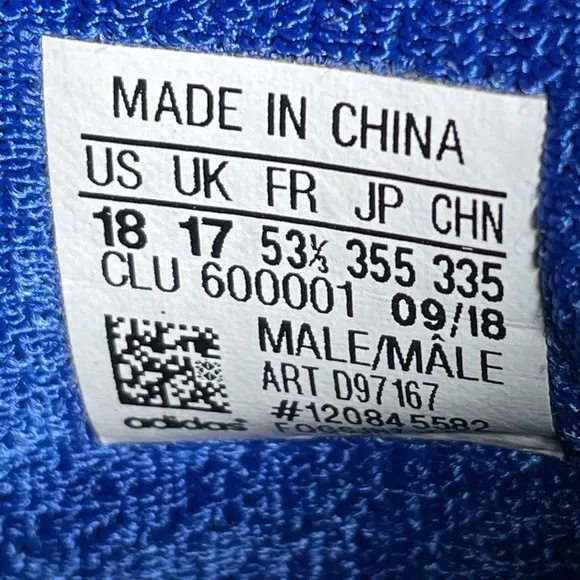 MADE IN CHINA
US UK FR JP CHN
18 17 53⅓ 355 335
CLU 600001 09/18
MALE/MÂLE
ART D97167
#1208455582
adidas